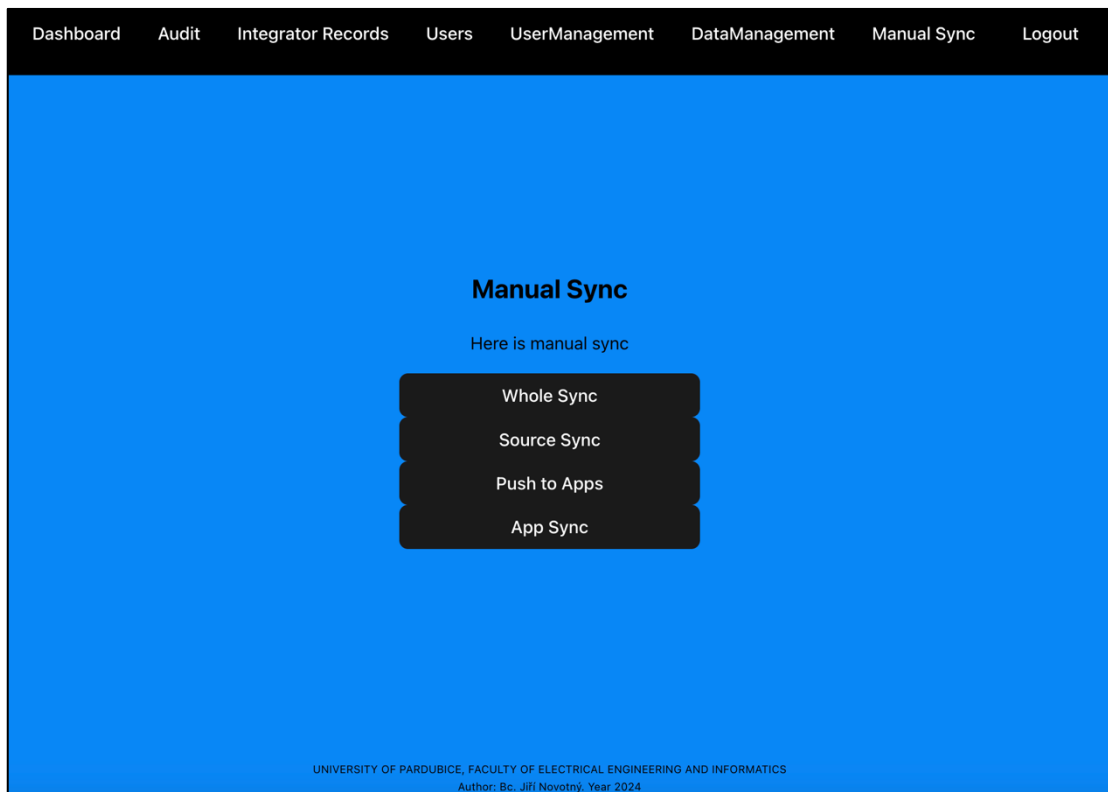 Dashboard Audit Integrator Records Users UserManagement DataManagement Manual Sync Logout
Manual Sync
Here is manual sync
Whole Sync
Source Sync
Push to Apps
App Sync
UNIVERSITY OF PARDUBICE, FACULTY OF ELECTRICAL ENGINEERING AND INFORMATICS
Author: Bc. Jiří Novotný. Year 2024